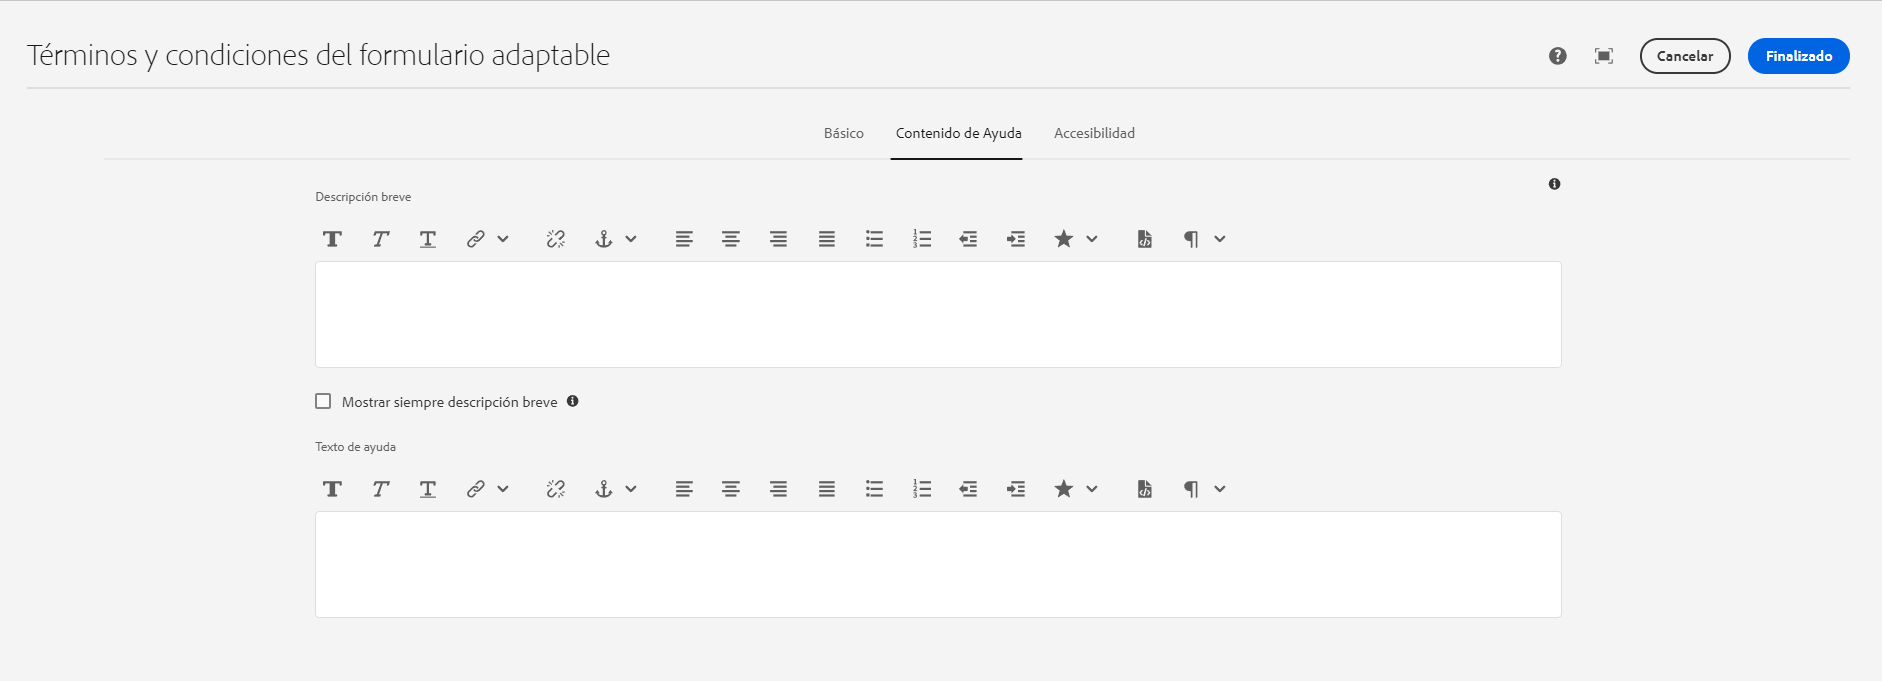 Términos y condiciones del formulario adaptable
Cancelar
Finalizado
Básico
Contenido de Ayuda
Accesibilidad
Descripción breve
Mostrar siempre descripción breve
Texto de ayuda